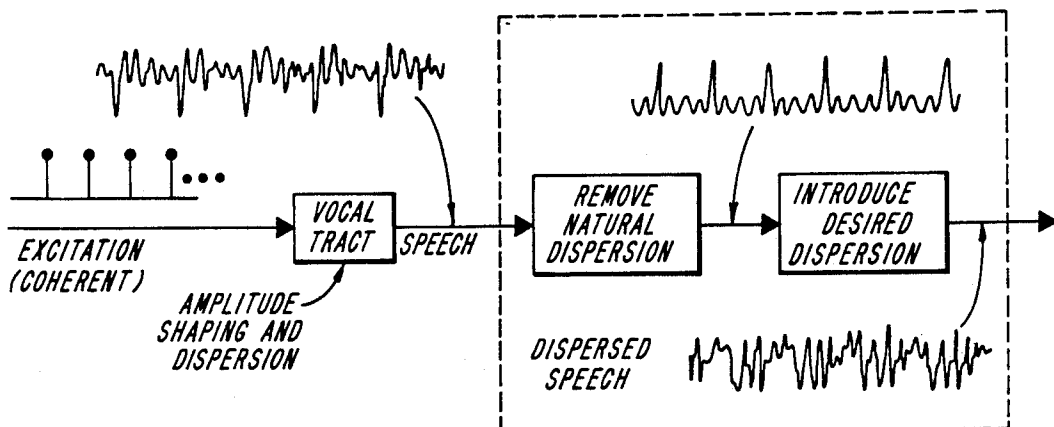 EXCITATION
(COHERENT)
VOCAL
TRACT
AMPLITUDE
SHAPING AND
DISPERSION
SPEECH
REMOVE
NATURAL
DISPERSION
INTRODUCE
DESIRED
DISPERSION
DISPERSED
SPEECH